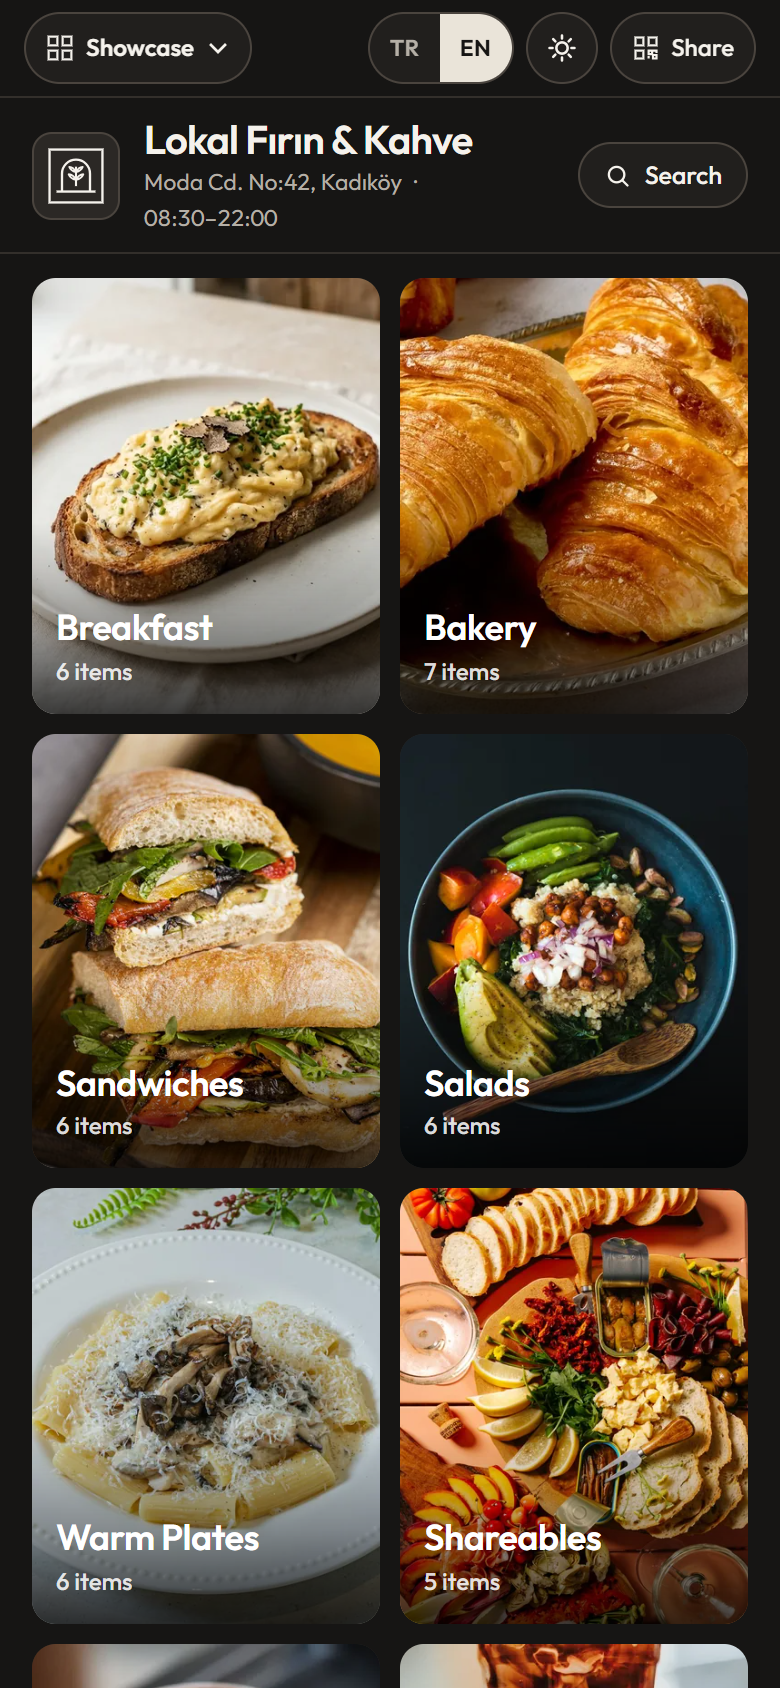 Showcase
TR
EN
Share
Lokal Fırın & Kahve
Moda Cd. No:42, Kadıköy ·
08:30–22:00
Search
Breakfast
6 items
Bakery
7 items
Sandwiches
6 items
Salads
6 items
Warm Plates
6 items
Shareables
5 items